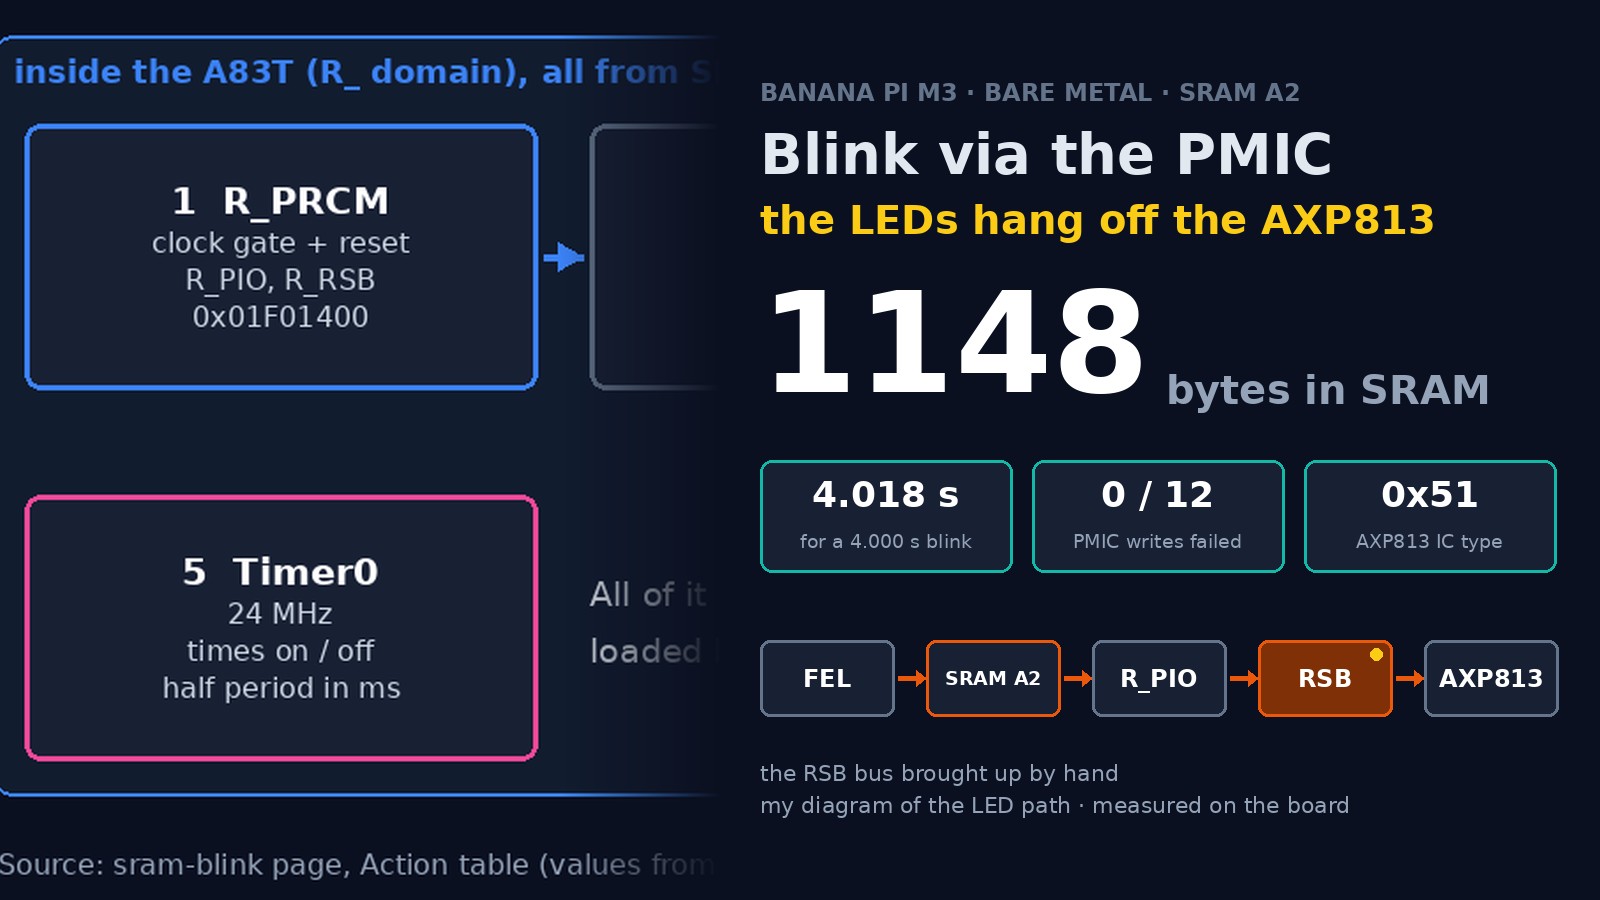 inside the A83T (R_ domain), all from
1 R_PRCM
clock gate + reset
R_PIO, R_RSB
0x01F01400
5 Timer0
24 MHz
times on / off
half period in ms
All of it
loaded
Source: sram-blink page, Action table (values from
BANANA PI M3 · BARE METAL · SRAM A2
Blink via the PMIC
the LEDs hang off the AXP813
1148 bytes in SRAM
4.018 s
for a 4.000 s blink
0 / 12
PMIC writes failed
0x51
AXP813 IC type
FEL
SRAM A2
R_PIO
RSB
AXP813
the RSB bus brought up by hand
my diagram of the LED path · measured on the board